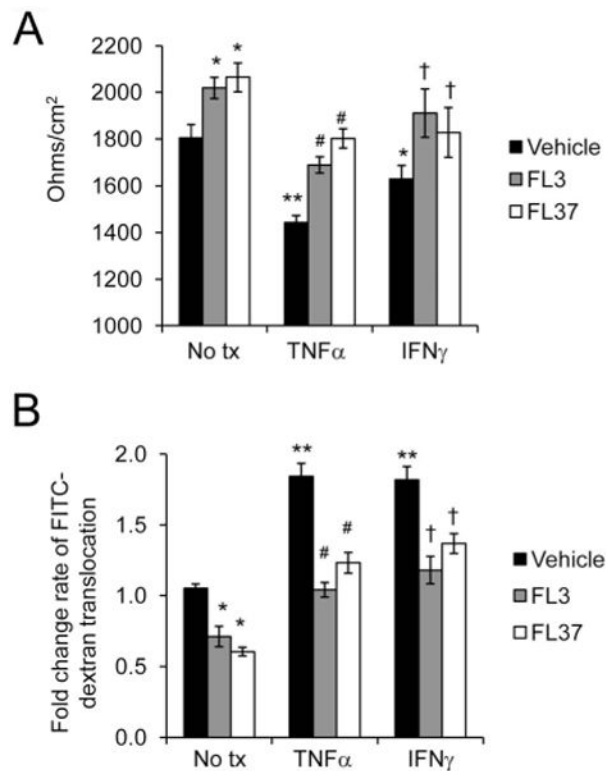 A
Ohms/cm²
2200
2000
1800
1600
1400
1200
1000
*
*
**
#
#
*
†
†
No tx
TNFα
IFNγ
Vehicle
FL3
FL37
B
Fold change rate of FITC-
dextran translocation
2.0
1.5
1.0
0.5
0.0
*
*
**
#
#
**
†
†
No tx
TNFα
IFNγ
Vehicle
FL3
FL37